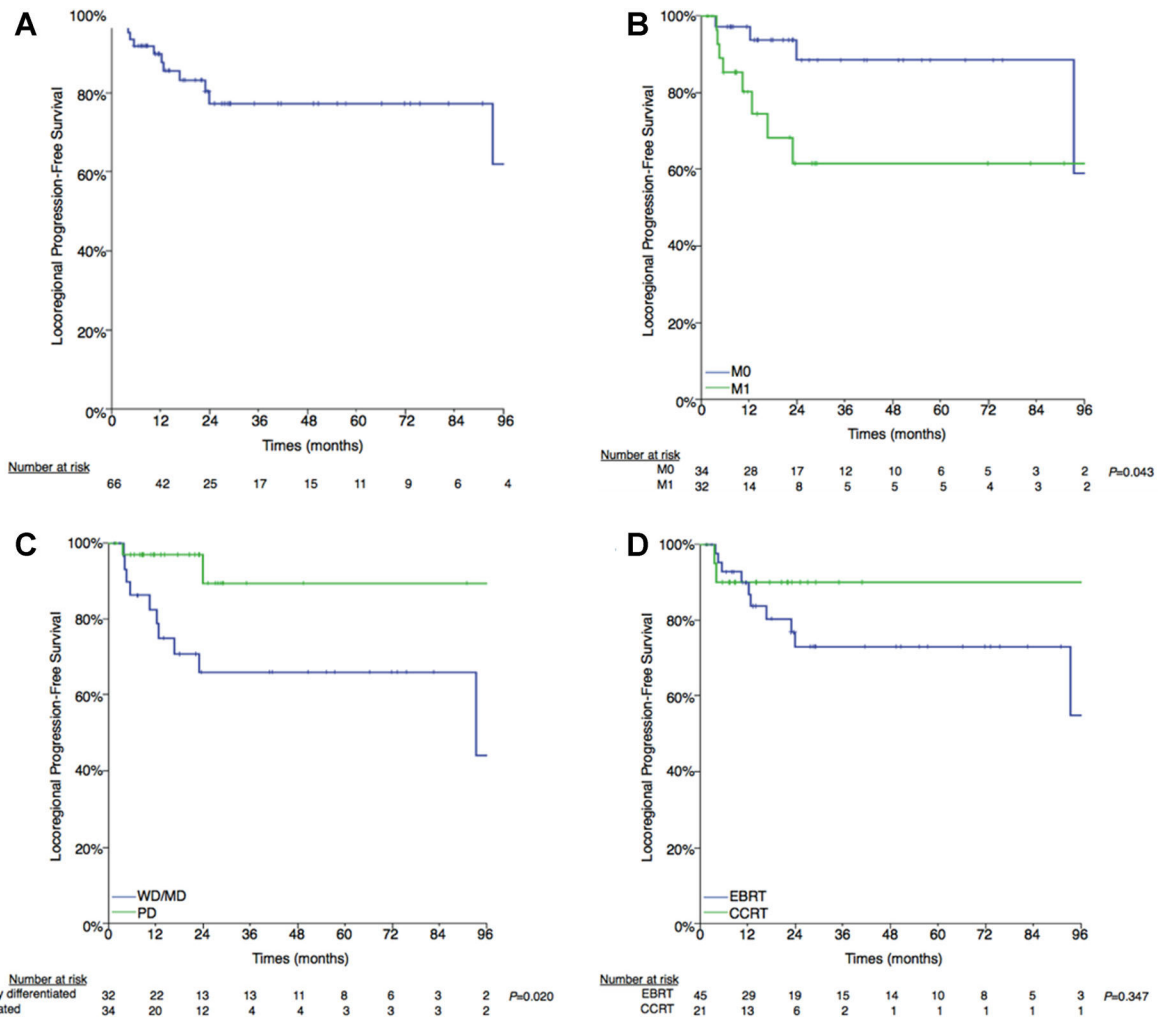 A
100%
80%
60%
40%
20%
0%
Locoregional Progression-Free Survival
0 12 24 36 48 60 72 84 96
Times (months)
Number at risk
66 42 25 17 15 11 9 6 4
B
100%
80%
60%
40%
20%
0%
Locoregional Progression-Free Survival
M0
M1
0 12 24 36 48 60 72 84 96
Times (months)
Number at risk
M0 34 28 17 12 10 6 5 3 2 P=0.043
M1 32 14 8 5 5 5 4 3 2
C
100%
80%
60%
40%
20%
0%
Locoregional Progression-Free Survival
WD/MD
PD
0 12 24 36 48 60 72 84 96
Times (months)
Number at risk
y differentiated 32 22 13 13 11 8 6 3 2 P=0.020
ated 34 20 12 4 4 3 3 3 2
D
100%
80%
60%
40%
20%
0%
Locoregional Progression-Free Survival
EBRT
CCRT
0 12 24 36 48 60 72 84 96
Times (months)
Number at risk
EBRT 45 29 19 15 14 10 8 5 3 P=0.347
CCRT 21 13 6 2 1 1 1 1 1